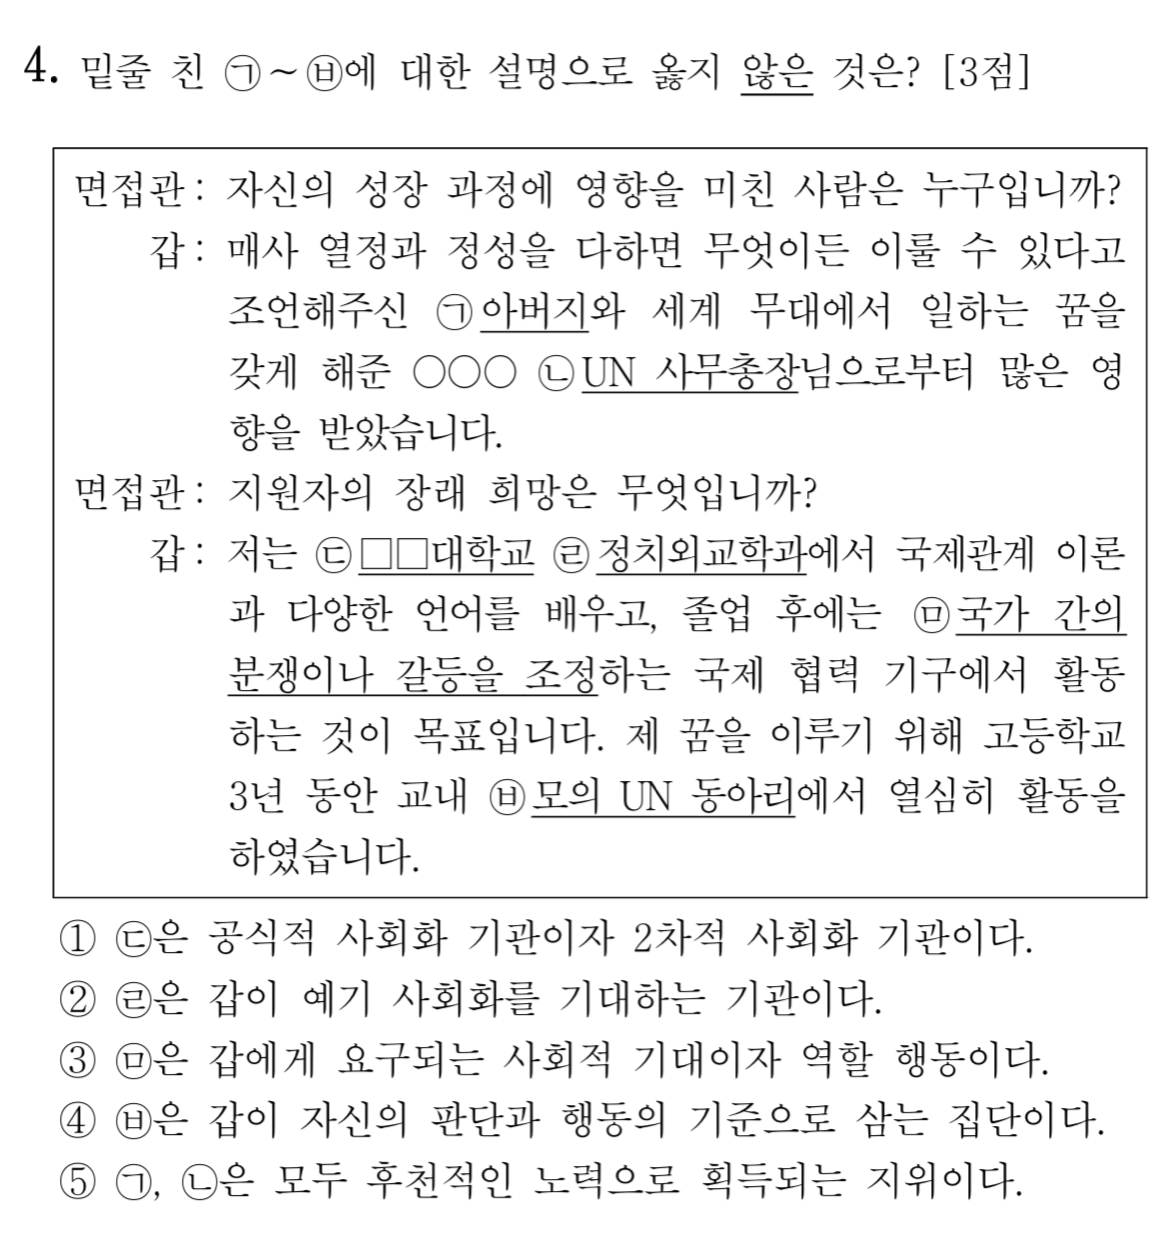 4. 밑줄 친 ㉠~㉥에 대한 설명으로 옳지 않은 것은? [3점]
면접관 : 자신의 성장 과정에 영향을 미친 사람은 누구입니까?
갑 : 매사 열정과 정성을 다하면 무엇이든 이룰 수 있다고
조언해주신 ㉠아버지와 세계 무대에서 일하는 꿈을
갖게 해준 ○○○ ㉡UN 사무총장님으로부터 많은 영
향을 받았습니다.
면접관 : 지원자의 장래 희망은 무엇입니까?
갑 : 저는 ㉢□□대학교 ㉣정치외교학과에서 국제관계 이론
과 다양한 언어를 배우고, 졸업 후에는 ㉤국가 간의
분쟁이나 갈등을 조정하는 국제 협력 기구에서 활동
하는 것이 목표입니다. 제 꿈을 이루기 위해 고등학교
3년 동안 교내 ㉥모의 UN 동아리에서 열심히 활동을
하였습니다.
① ㉢은 공식적 사회화 기관이자 2차적 사회화 기관이다.
② ㉣은 갑이 예기 사회화를 기대하는 기관이다.
③ ㉤은 갑에게 요구되는 사회적 기대이자 역할 행동이다.
④ ㉥은 갑이 자신의 판단과 행동의 기준으로 삼는 집단이다.
⑤ ㉠, ㉡은 모두 후천적인 노력으로 획득되는 지위이다.